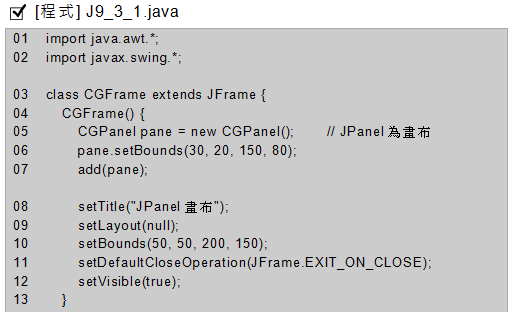 [程式] J9_3_1.java
01 import java.awt.*;
02 import javax.swing.*;
03 class CGFrame extends JFrame {
04 CGFrame() {
05 CGPanel pane = new CGPanel(); // JPanel 為畫布
06 pane.setBounds(30, 20, 150, 80);
07 add(pane);
08 setTitle("JPanel 畫布");
09 setLayout(null);
10 setBounds(50, 50, 200, 150);
11 setDefaultCloseOperation(JFrame.EXIT_ON_CLOSE);
12 setVisible(true);
13 }